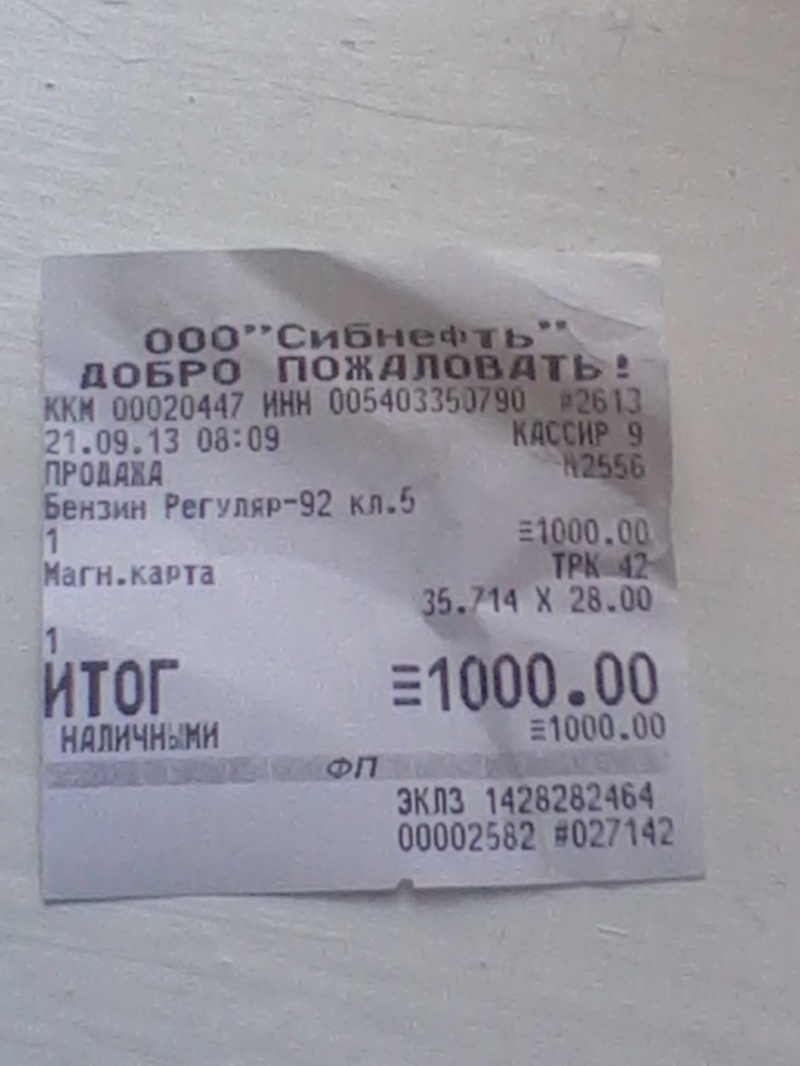 ООО"Сибнефть"
ДОБРО ПОЖАЛОВАТЬ!
ККМ 00020447 ИНН 005403350790 #2613
21.09.13 08:09 КАССИР 9
ПРОДАЖА №2556
Бензин Регуляр-92 кл.5
1 ≡1000.00
Магн.карта ТРК 42
35.714 X 28.00
1
ИТОГ ≡1000.00
НАЛИЧНЫМИ ≡1000.00
ФП
ЭКЛЗ 1428282464
00002582 #027142